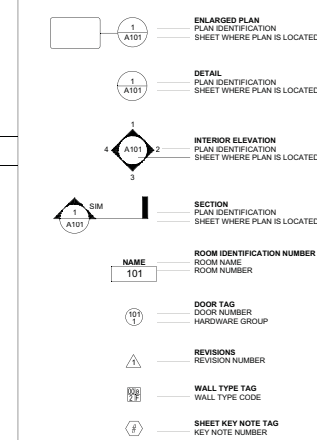 1
A101
ENLARGED PLAN
PLAN IDENTIFICATION
SHEET WHERE PLAN IS LOCATED
1
A101
DETAIL
PLAN IDENTIFICATION
SHEET WHERE PLAN IS LOCATED
1
4 A101 2
3
INTERIOR ELEVATION
PLAN IDENTIFICATION
SHEET WHERE PLAN IS LOCATED
SIM
1
A101
SECTION
PLAN IDENTIFICATION
SHEET WHERE PLAN IS LOCATED
NAME
101
ROOM IDENTIFICATION NUMBER
ROOM NAME
ROOM NUMBER
101
1
DOOR TAG
DOOR NUMBER
HARDWARE GROUP
1
REVISIONS
REVISION NUMBER
WALL TYPE TAG
WALL TYPE CODE
#
SHEET KEY NOTE TAG
KEY NOTE NUMBER